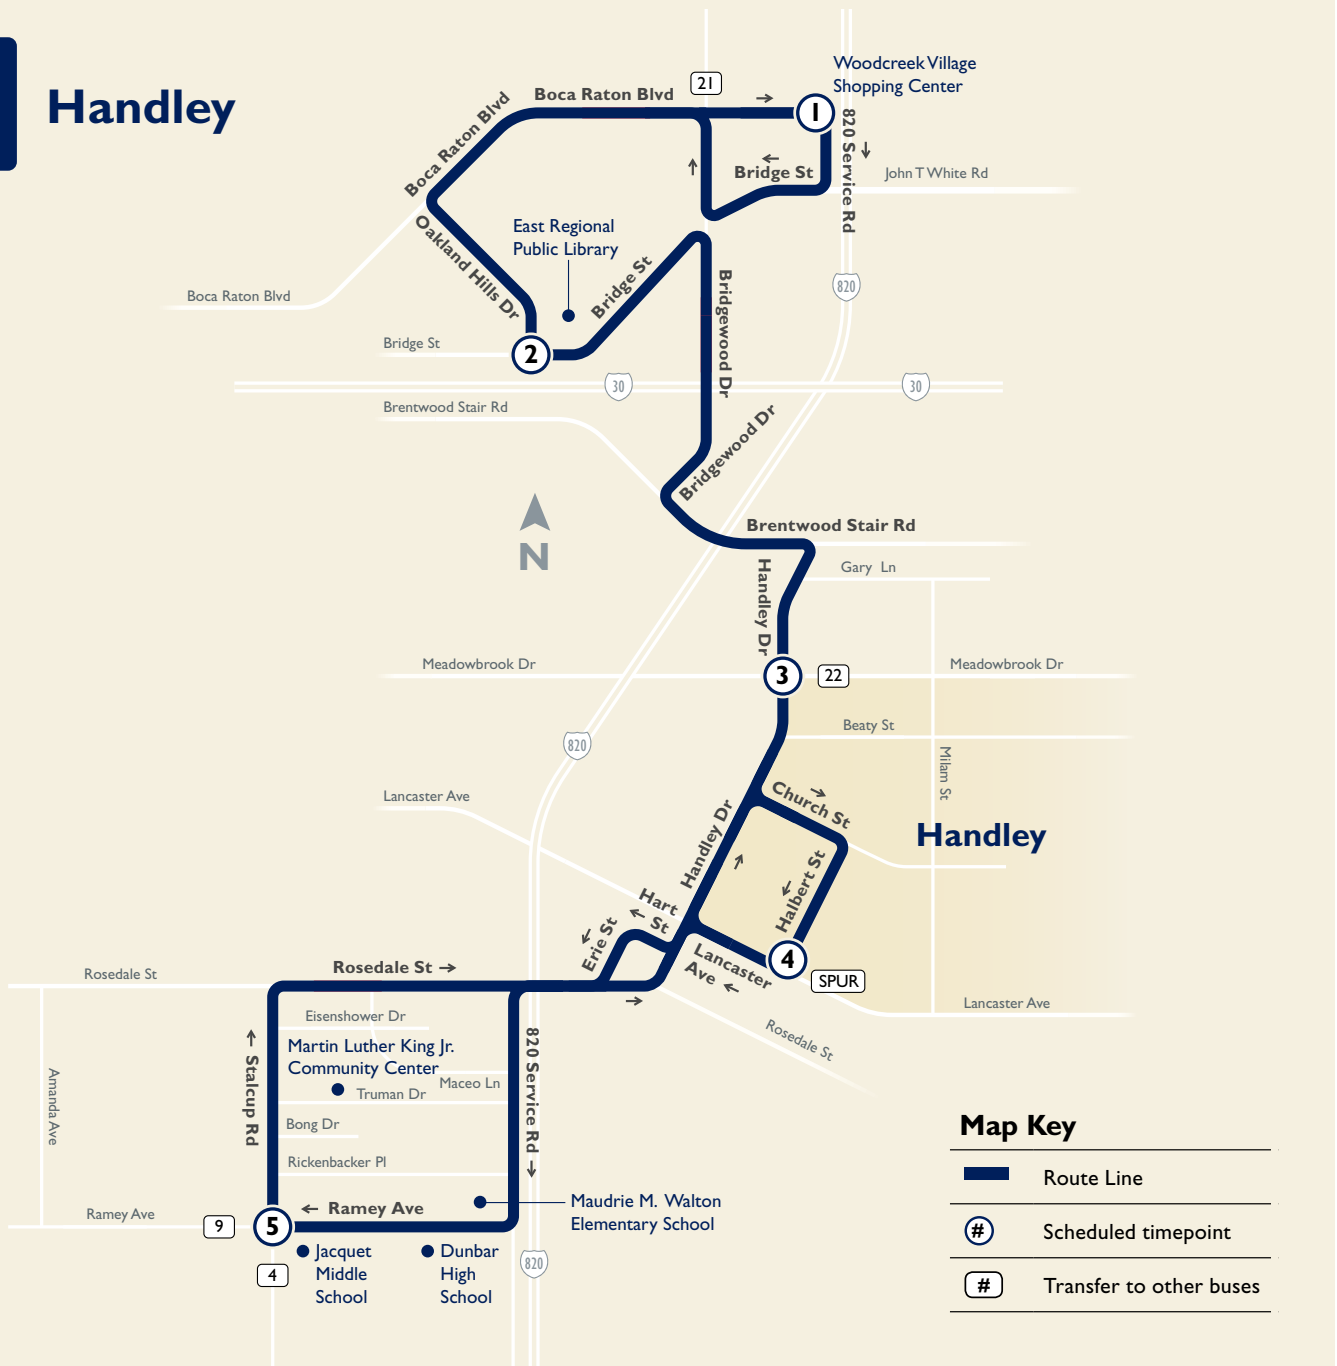 Handley
21
Woodcreek Village
Shopping Center
Boca Raton Blvd
1
Boca Raton Blvd
820 Service Rd
Bridge St
John T White Rd
Oakland Hills Dr
East Regional
Public Library
Bridge St
Bridgewood Dr
820
Boca Raton Blvd
Bridge St
2
30
30
Brentwood Stair Rd
Bridgewood Dr
N
Brentwood Stair Rd
Gary Ln
Handley Dr
Meadowbrook Dr
3
22
Meadowbrook Dr
Beaty St
820
Milam St
Lancaster Ave
Church St
Handley Dr
Handley
Halbert St
Hart
St
Erie St
Lancaster
Ave
4
SPUR
Rosedale St
Rosedale St
Lancaster Ave
Eisenshower Dr
Rosedale St
820 Service Rd
Martin Luther King Jr.
Community Center
Maceo Ln
Truman Dr
Stalcup Rd
Amanda Ave
Bong Dr
Rickenbacker Pl
Ramey Ave
Ramey Ave
Maudrie M. Walton
Elementary School
9
5
4
Jacquet
Middle
School
Dunbar
High
School
820
Map Key
Route Line
# Scheduled timepoint
# Transfer to other buses